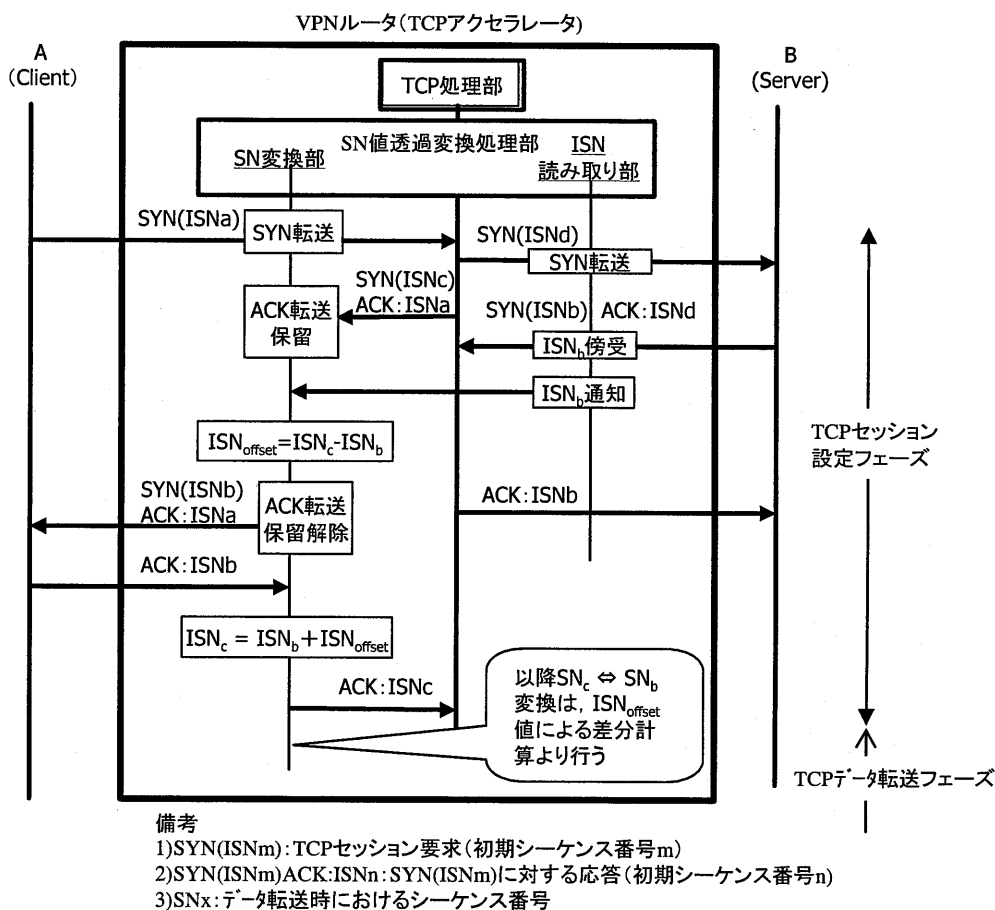 VPNルータ(TCPアクセラレータ)
A
(Client)
B
(Server)
TCP処理部
SN値透過変換処理部
SN変換部
ISN
読み取り部
SYN(ISNa)
SYN転送
SYN(ISNd)
SYN転送
SYN(ISNc)
ACK:ISNa
ACK転送
保留
SYN(ISNb)
ACK:ISNd
ISNb傍受
ISNb通知
ISNoffset=ISNc-ISNb
TCPセッション
設定フェーズ
SYN(ISNb)
ACK:ISNa
ACK転送
保留解除
ACK:ISNb
ACK:ISNb
ISNc = ISNb+ISNoffset
ACK:ISNc
以降SNc ⇔ SNb
変換は, ISNoffset
値による差分計
算より行う
TCPデータ転送フェーズ
備考
1)SYN(ISNm):TCPセッション要求(初期シーケンス番号m)
2)SYN(ISNm)ACK:ISNn:SYN(ISNm)に対する応答(初期シーケンス番号n)
3)SNx:データ転送時におけるシーケンス番号